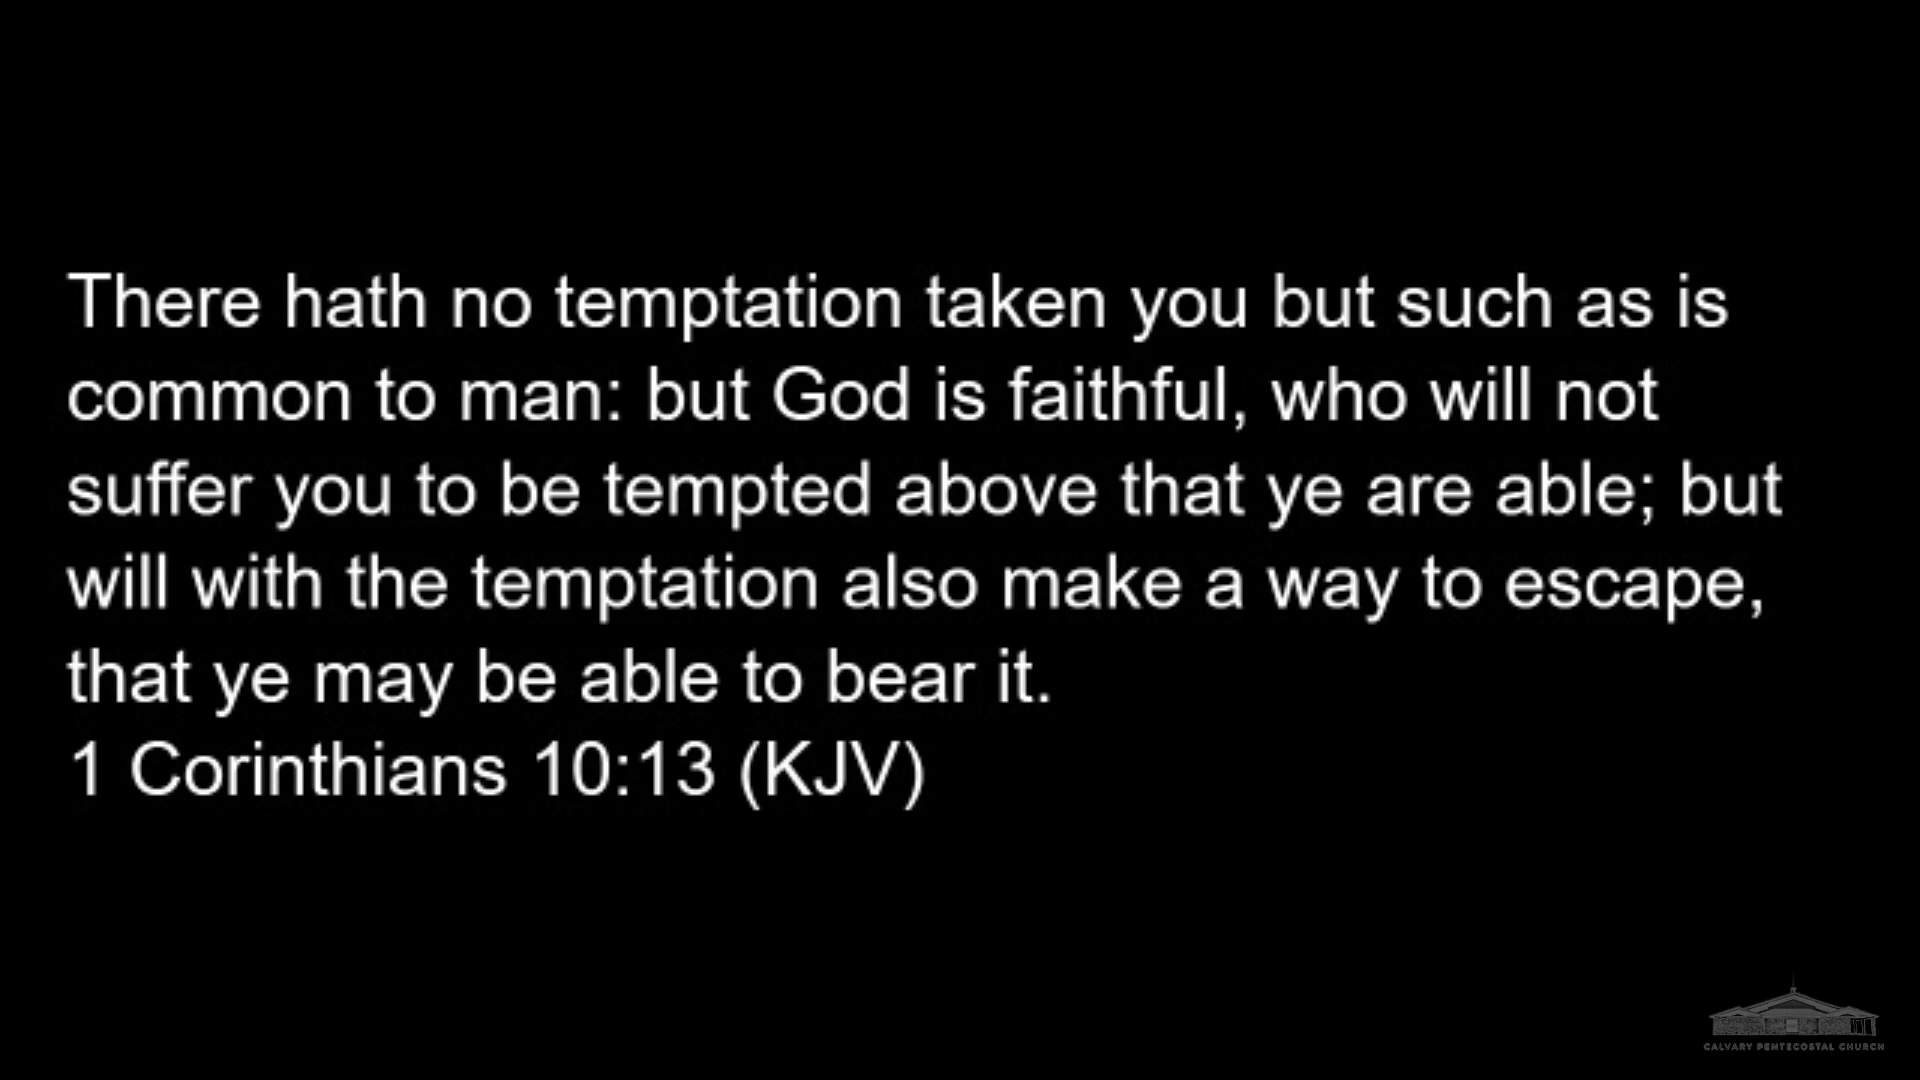 There hath no temptation taken you but such as is
common to man: but God is faithful, who will not
suffer you to be tempted above that ye are able; but
will with the temptation also make a way to escape,
that ye may be able to bear it.
1 Corinthians 10:13 (KJV)
CALVARY PENTECOSTAL CHURCH